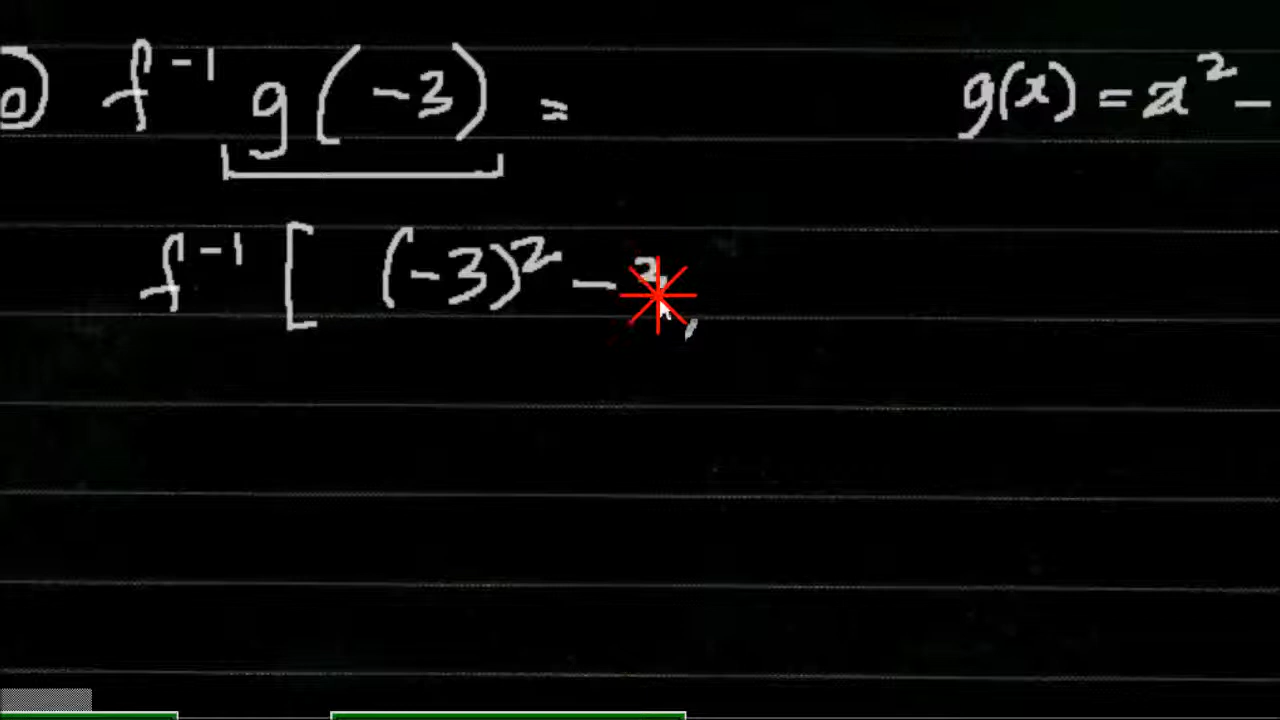 e) f⁻¹ g(-3) = g(x) = x² -
f⁻¹ [ (-3)² -